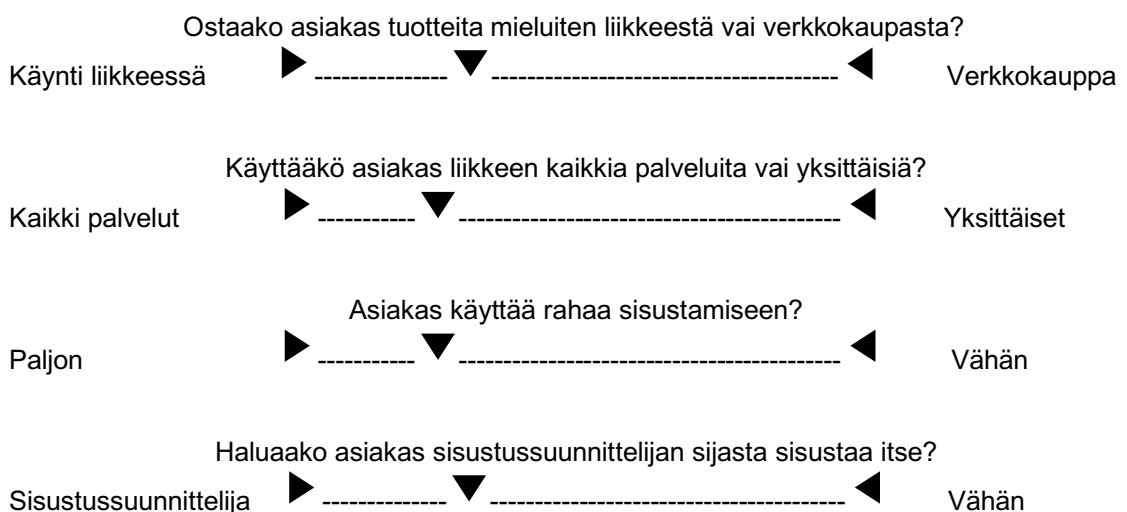 Ostaako asiakas tuotteita mieluiten liikkeestä vai verkkokaupasta?
Käynti liikkeessä ▶ --------------- ▼ --------------------------------------- ◀ Verkkokauppa
Käyttääkö asiakas liikkeen kaikkia palveluita vai yksittäisiä?
Kaikki palvelut ▶ ----------- ▼ ------------------------------------------- ◀ Yksittäiset
Asiakas käyttää rahaa sisustamiseen?
Paljon ▶ ----------- ▼ ------------------------------------------- ◀ Vähän
Haluaako asiakas sisustussuunnittelijan sijasta sisustaa itse?
Sisustussuunnittelija ▶ -------------- ▼ ---------------------------------------- ◀ Vähän